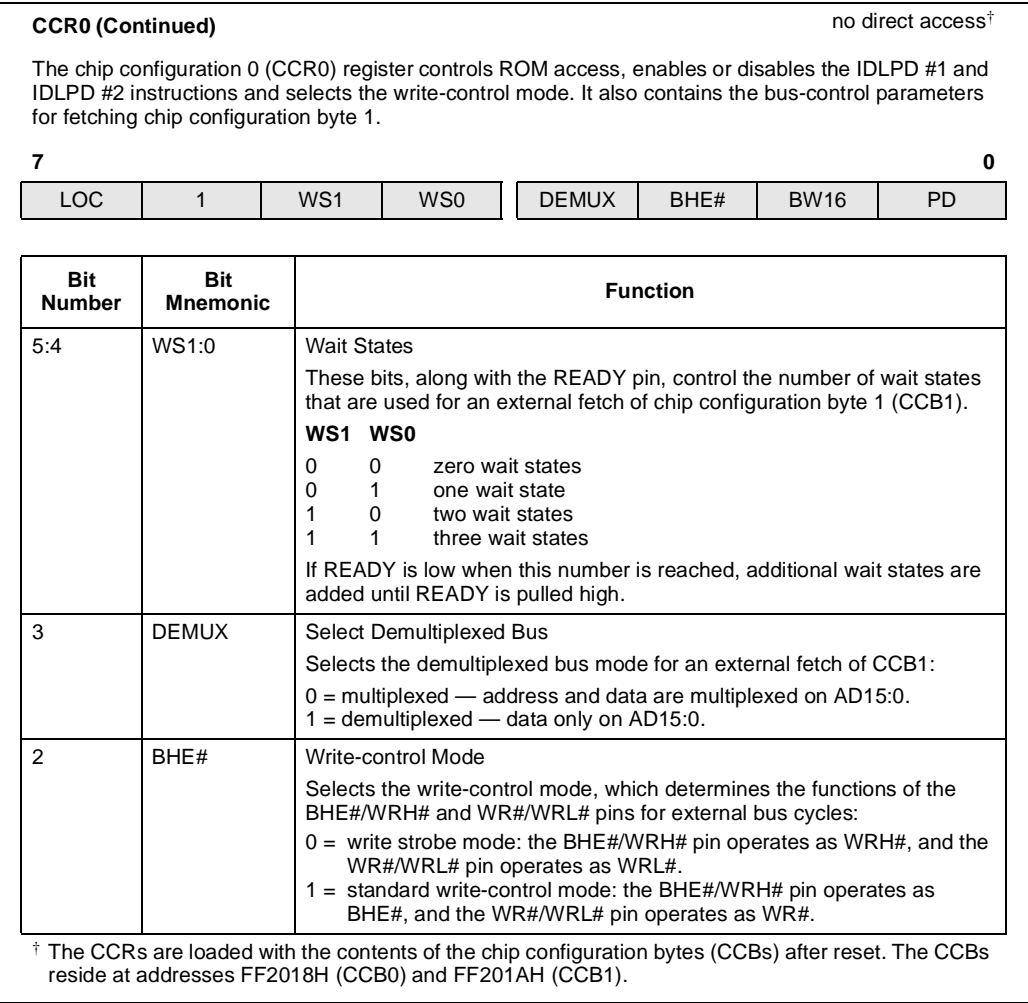 CCR0 (Continued) no direct access†
The chip configuration 0 (CCR0) register controls ROM access, enables or disables the IDLPD #1 and
IDLPD #2 instructions and selects the write-control mode. It also contains the bus-control parameters
for fetching chip configuration byte 1.
7 0
LOC 1 WS1 WS0 DEMUX BHE# BW16 PD
Bit Number Bit Mnemonic Function
5:4 WS1:0 Wait States
These bits, along with the READY pin, control the number of wait states
that are used for an external fetch of chip configuration byte 1 (CCB1).
WS1 WS0
0 0 zero wait states
0 1 one wait state
1 0 two wait states
1 1 three wait states
If READY is low when this number is reached, additional wait states are
added until READY is pulled high.
3 DEMUX Select Demultiplexed Bus
Selects the demultiplexed bus mode for an external fetch of CCB1:
0 = multiplexed — address and data are multiplexed on AD15:0.
1 = demultiplexed — data only on AD15:0.
2 BHE# Write-control Mode
Selects the write-control mode, which determines the functions of the
BHE#/WRH# and WR#/WRL# pins for external bus cycles:
0 = write strobe mode: the BHE#/WRH# pin operates as WRH#, and the
WR#/WRL# pin operates as WRL#.
1 = standard write-control mode: the BHE#/WRH# pin operates as
BHE#, and the WR#/WRL# pin operates as WR#.
† The CCRs are loaded with the contents of the chip configuration bytes (CCBs) after reset. The CCBs
reside at addresses FF2018H (CCB0) and FF201AH (CCB1).